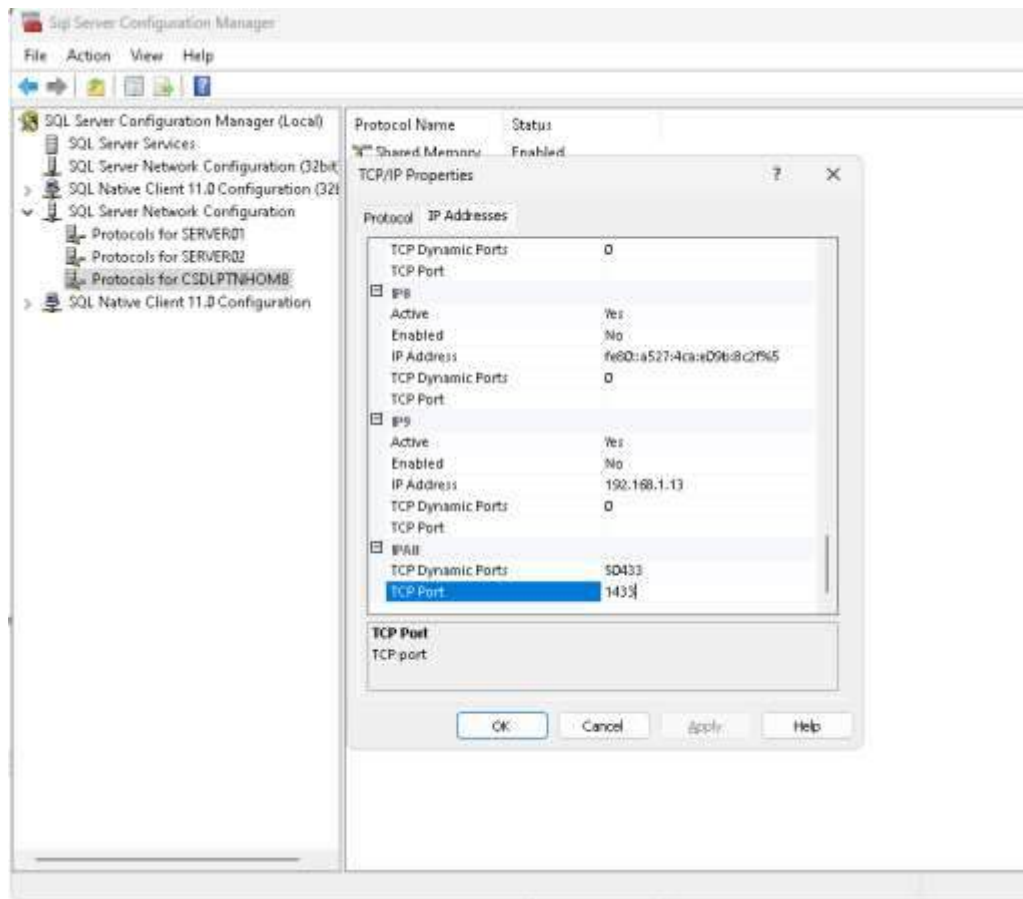 Sql Server Configuration Manager
File Action View Help
SQL Server Configuration Manager (Local)
SQL Server Services
SQL Server Network Configuration (32bit
SQL Native Client 11.0 Configuration (32
SQL Server Network Configuration
Protocols for SERVER01
Protocols for SERVER02
Protocols for CSDLPTNHOM8
SQL Native Client 11.0 Configuration
Protocol Name Status
Shared Memory Enabled
TCP/IP Properties ?
Protocol IP Addresses
TCP Dynamic Ports 0
TCP Port
IP8
Active Yes
Enabled No
IP Address fe80::a527:4ca:e09b:8c2f%5
TCP Dynamic Ports 0
TCP Port
IP9
Active Yes
Enabled No
IP Address 192.168.1.13
TCP Dynamic Ports 0
TCP Port
IPAll
TCP Dynamic Ports 50433
TCP Port 1433
TCP Port
TCP port
OK Cancel Apply Help